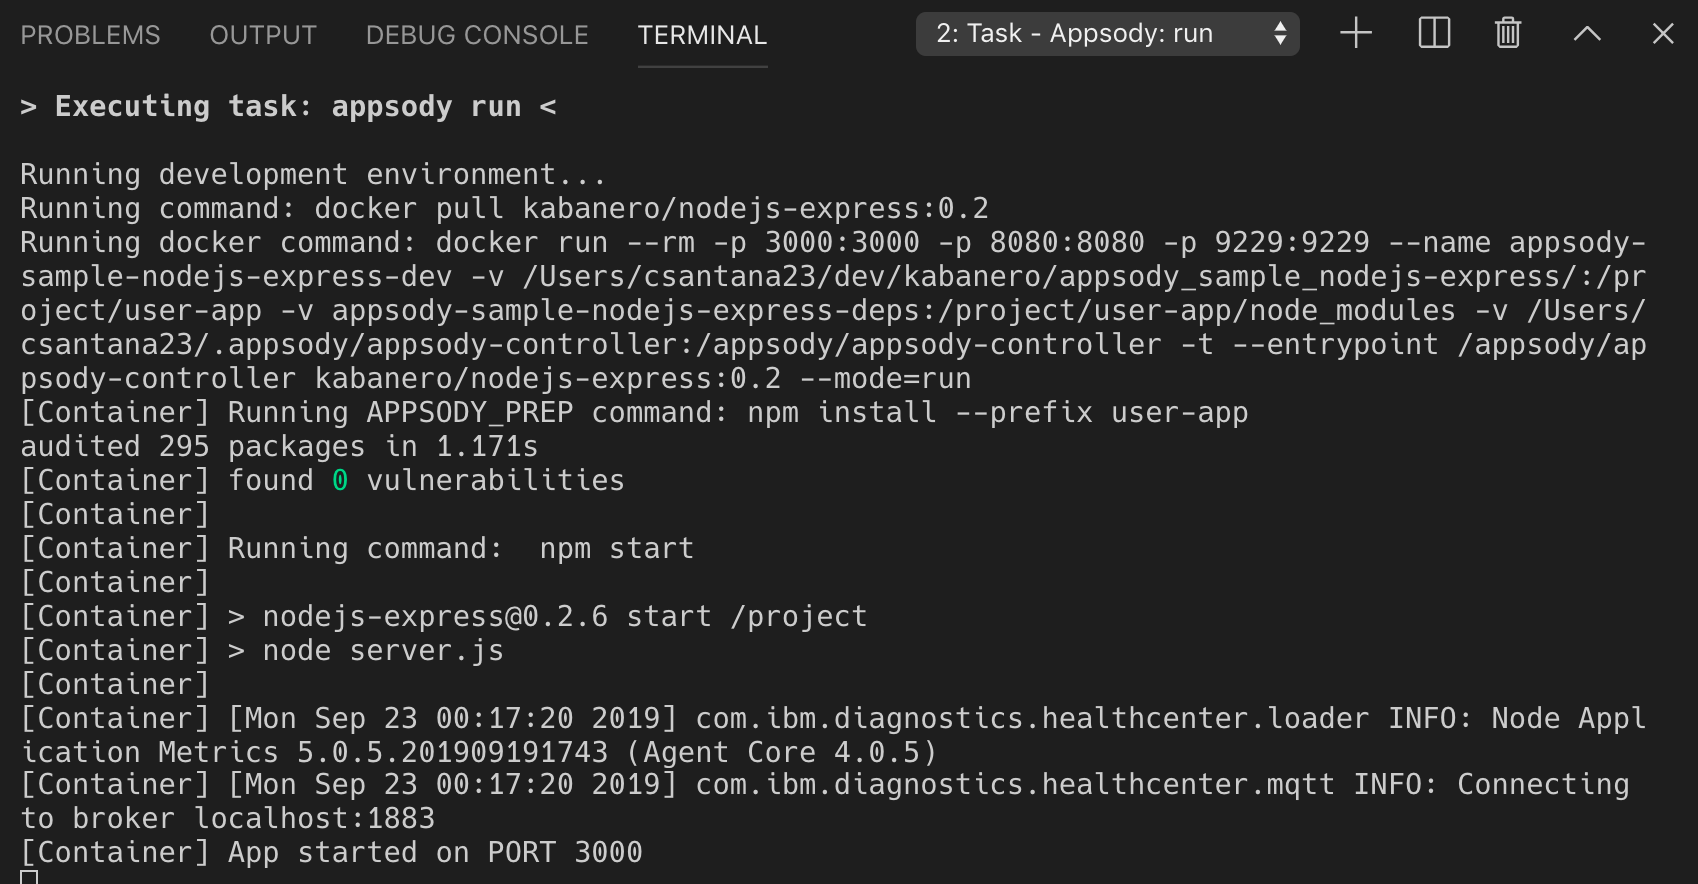 PROBLEMS OUTPUT DEBUG CONSOLE TERMINAL 2: Task - Appsody: run
> Executing task: appsody run <
Running development environment...
Running command: docker pull kabanero/nodejs-express:0.2
Running docker command: docker run --rm -p 3000:3000 -p 8080:8080 -p 9229:9229 --name appsody-
sample-nodejs-express-dev -v /Users/csantana23/dev/kabanero/appsody_sample_nodejs-express/:/pr
oject/user-app -v appsody-sample-nodejs-express-deps:/project/user-app/node_modules -v /Users/
csantana23/.appsody/appsody-controller:/appsody/appsody-controller -t --entrypoint /appsody/ap
psody-controller kabanero/nodejs-express:0.2 --mode=run
[Container] Running APPSODY_PREP command: npm install --prefix user-app
audited 295 packages in 1.171s
[Container] found 0 vulnerabilities
[Container]
[Container] Running command:  npm start
[Container]
[Container] > nodejs-express@0.2.6 start /project
[Container] > node server.js
[Container]
[Container] [Mon Sep 23 00:17:20 2019] com.ibm.diagnostics.healthcenter.loader INFO: Node Appl
ication Metrics 5.0.5.201909191743 (Agent Core 4.0.5)
[Container] [Mon Sep 23 00:17:20 2019] com.ibm.diagnostics.healthcenter.mqtt INFO: Connecting
to broker localhost:1883
[Container] App started on PORT 3000